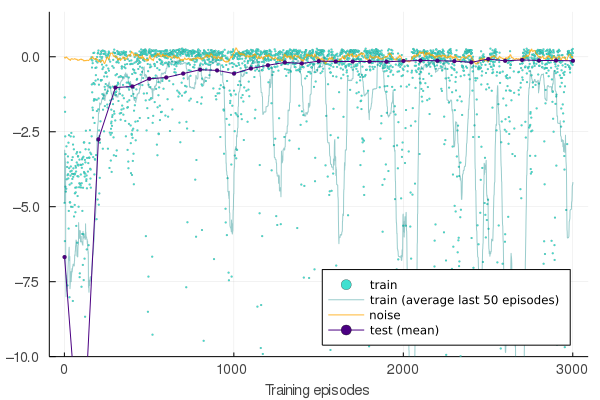 0.0
−2.5
−5.0
−7.5
−10.0
train
train (average last 50 episodes)
noise
test (mean)
0 1000 2000 3000
Training episodes